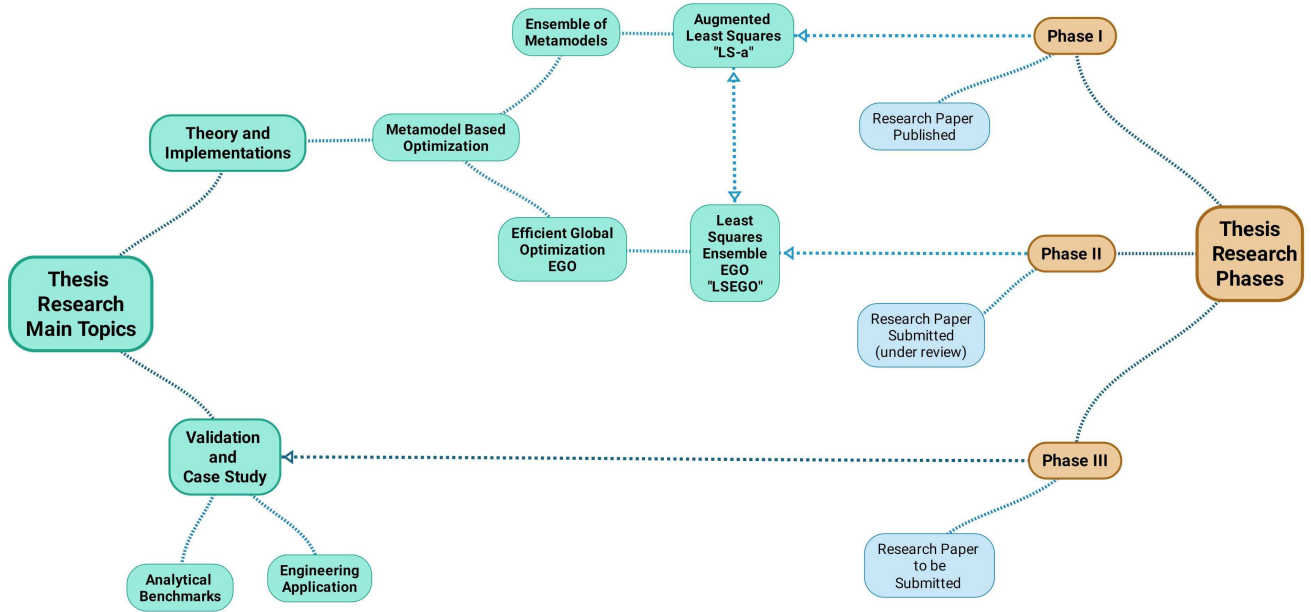 Ensemble of
Metamodels
Augmented
Least Squares
"LS-a"
Phase I
Research Paper
Published
Theory and
Implementations
Metamodel Based
Optimization
Efficient Global
Optimization
EGO
Least
Squares
Ensemble
EGO
"LSEGO"
Phase II
Thesis
Research
Phases
Thesis
Research
Main Topics
Research Paper
Submitted
(under review)
Validation
and
Case Study
Phase III
Analytical
Benchmarks
Engineering
Application
Research Paper
to be
Submitted